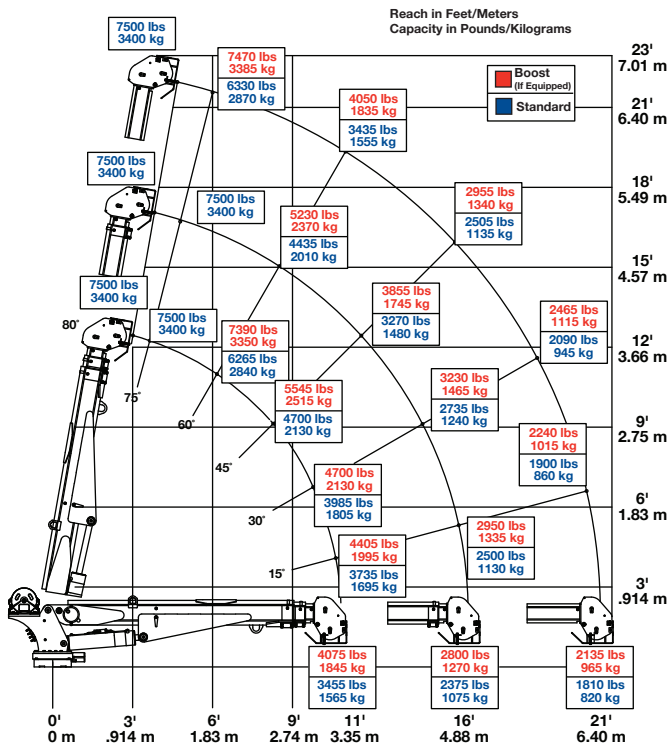 Reach in Feet/Meters
Capacity in Pounds/Kilograms
7500 lbs
3400 kg
23'
7.01 m
7470 lbs
3385 kg
6330 lbs
2870 kg
Boost
(If Equipped)
Standard
4050 lbs
1835 kg
3435 lbs
1555 kg
21'
6.40 m
7500 lbs
3400 kg
18'
5.49 m
7500 lbs
3400 kg
2955 lbs
1340 kg
2505 lbs
1135 kg
5230 lbs
2370 kg
4435 lbs
2010 kg
15'
4.57 m
7500 lbs
3400 kg
3855 lbs
1745 kg
3270 lbs
1480 kg
2465 lbs
1115 kg
2090 lbs
945 kg
80°
7500 lbs
3400 kg
7390 lbs
3350 kg
6265 lbs
2840 kg
12'
3.66 m
75°
5545 lbs
2515 kg
4700 lbs
2130 kg
3230 lbs
1465 kg
2735 lbs
1240 kg
60°
9'
2.75 m
2240 lbs
1015 kg
1900 lbs
860 kg
45°
4700 lbs
2130 kg
3985 lbs
1805 kg
6'
1.83 m
30°
4405 lbs
1995 kg
3735 lbs
1695 kg
2950 lbs
1335 kg
2500 lbs
1130 kg
15°
3'
.914 m
4075 lbs
1845 kg
3455 lbs
1565 kg
2800 lbs
1270 kg
2375 lbs
1075 kg
2135 lbs
965 kg
1810 lbs
820 kg
0' 3' 6' 9' 11' 16' 21'
0 m .914 m 1.83 m 2.74 m 3.35 m 4.88 m 6.40 m